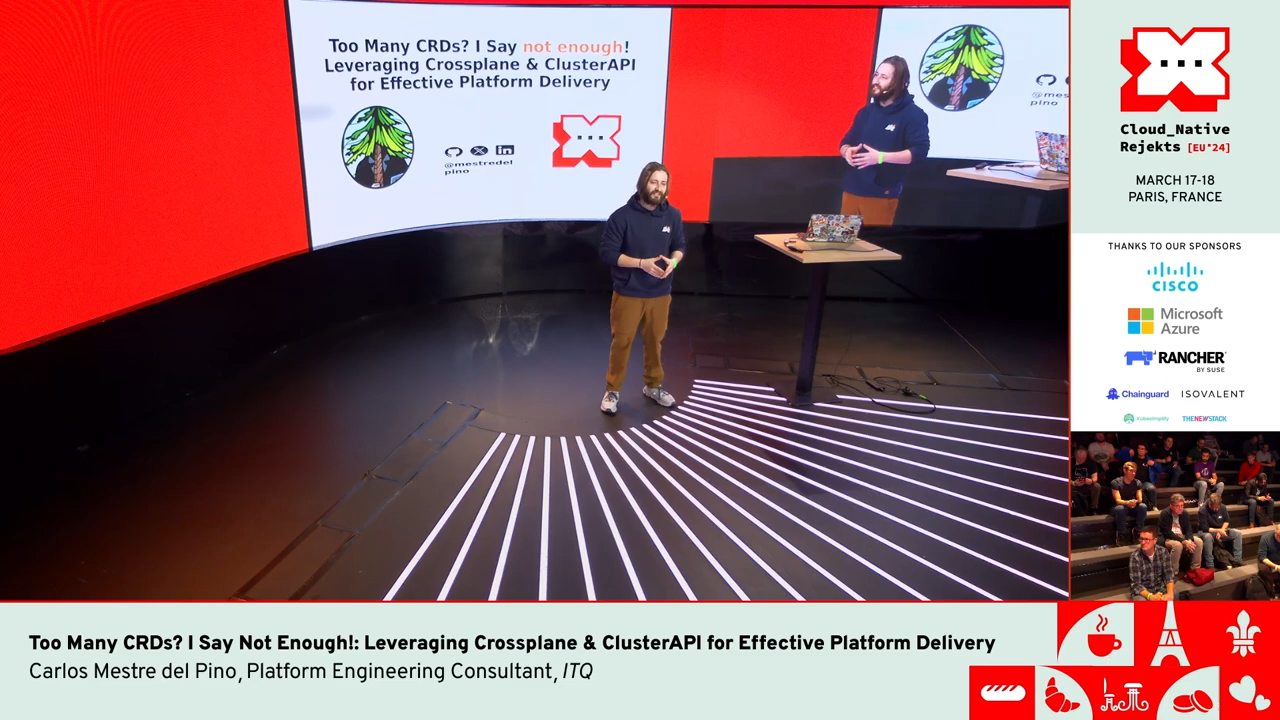 Too Many CRDs? I Say not enough!
Leveraging Crossplane & ClusterAPI
for Effective Platform Delivery
@mestredel
pino
@mes
pino
Cloud_Native
Rejekts [EU'24]
MARCH 17-18
PARIS, FRANCE
THANKS TO OUR SPONSORS
CISCO
Microsoft
Azure
RANCHER
BY SUSE
Chainguard
ISOVALENT
THENEWSTACK
Too Many CRDs? I Say Not Enough!: Leveraging Crossplane & ClusterAPI for Effective Platform Delivery
Carlos Mestre del Pino, Platform Engineering Consultant, ITQ